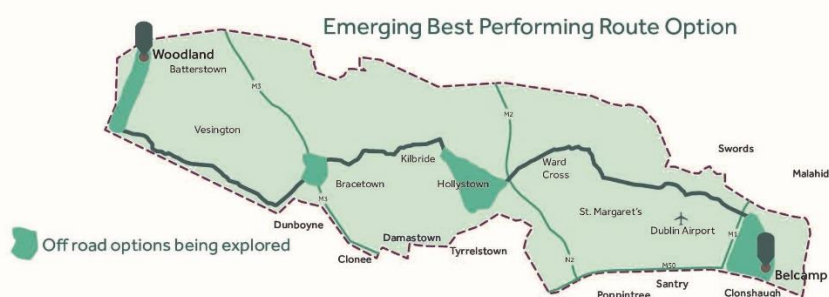 Emerging Best Performing Route Option
Woodland
Batterstown
M3
M2
Vesington
Swords
Kilbride
Ward
Cross
Malahid
Bracetown
Hollystown
M3
St. Margaret's
Dunboyne
Dublin Airport
M1
Off road options being explored
Damastown
Tyrrelstown
Clonee
N2
M50
Santry
Belcamp
Poppintree
Clonshaugh